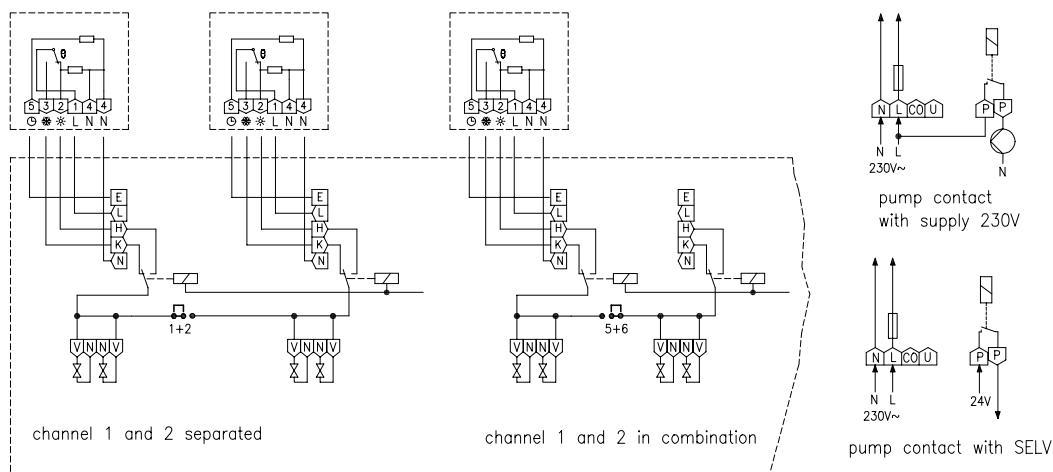 5 3 2 1 4 4
L N N
5 3 2 1 4 4
L N N
5 3 2 1 4 4
L N N
E
L
H
K
N
E
L
H
K
N
E
L
H
K
N
E
L
H
K
N
1+2
5+6
V N N V
V N N V
V N N V
V N N V
channel 1 and 2 separated
channel 1 and 2 in combination
N L CO U
P P
N L
230V~
N
pump contact
with supply 230V
N L CO U
P P
N L
230V~
24V
pump contact with SELV